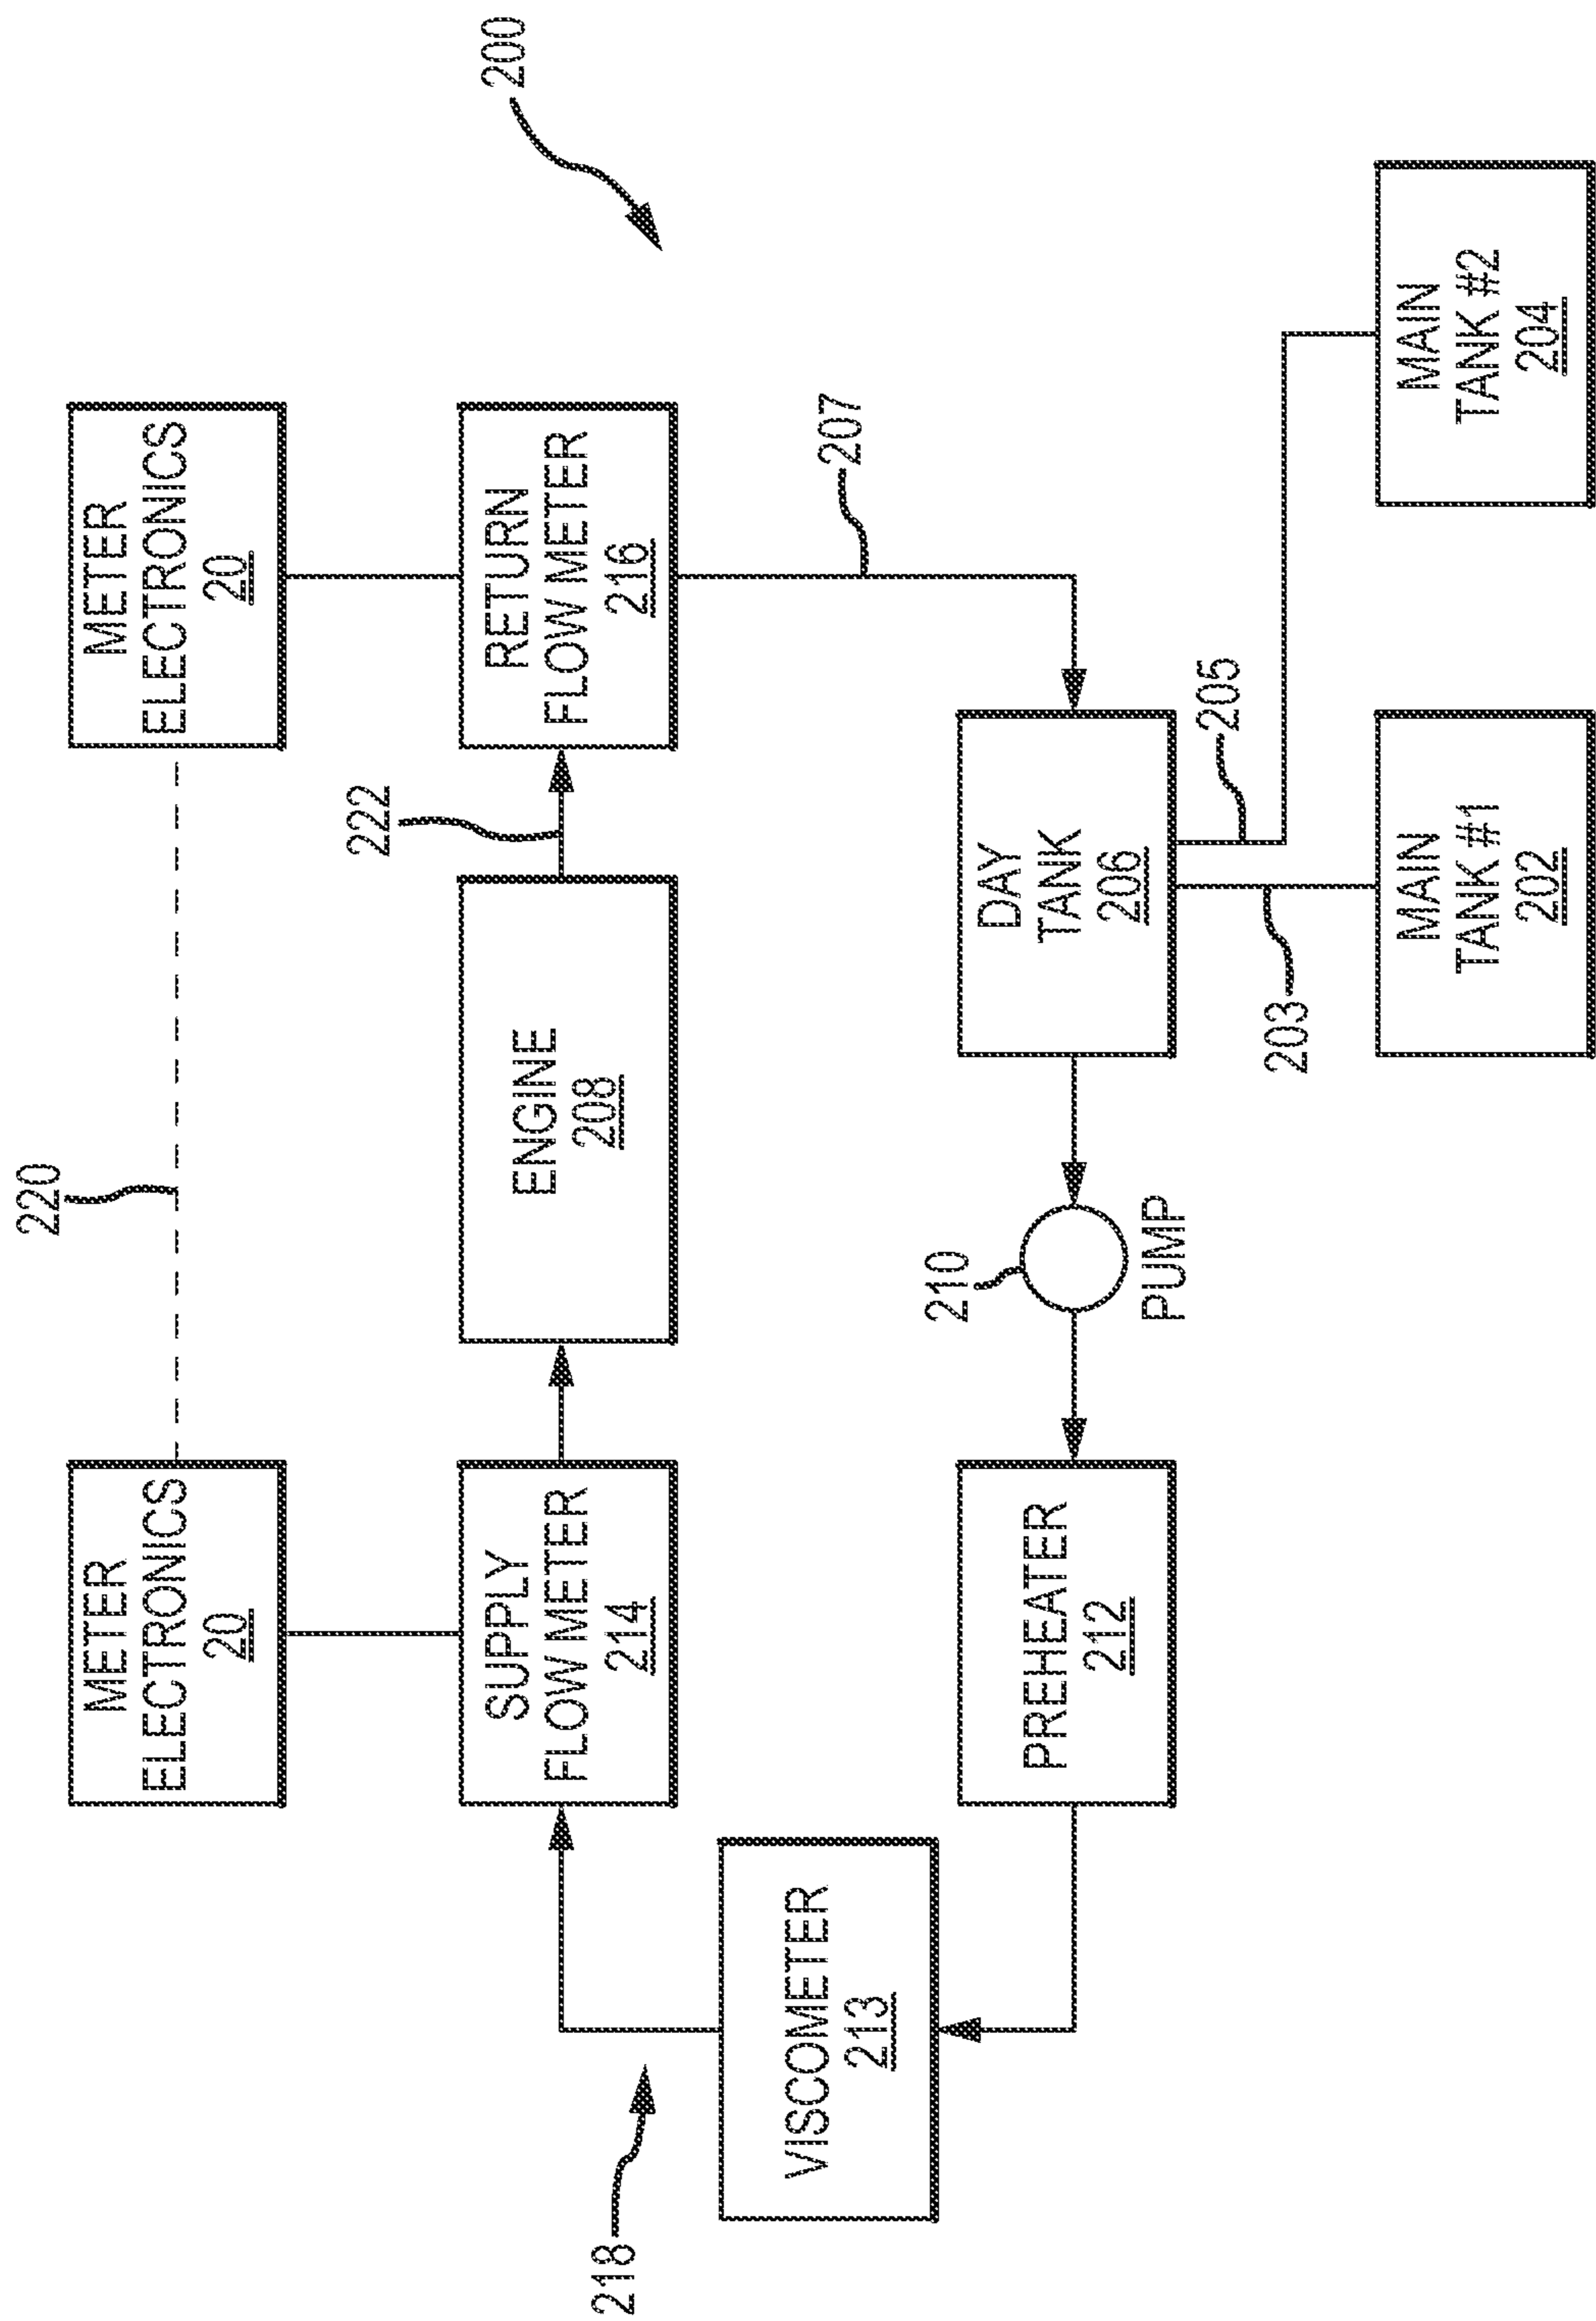 200
220
METER
ELECTRONICS
20
METER
ELECTRONICS
20
222
SUPPLY
FLOW METER
214
ENGINE
208
RETURN
FLOW METER
216
218
207
VISCOMETER
213
PREHEATER
212
210
PUMP
DAY
TANK
206
203
205
MAIN
TANK #1
202
MAIN
TANK #2
204